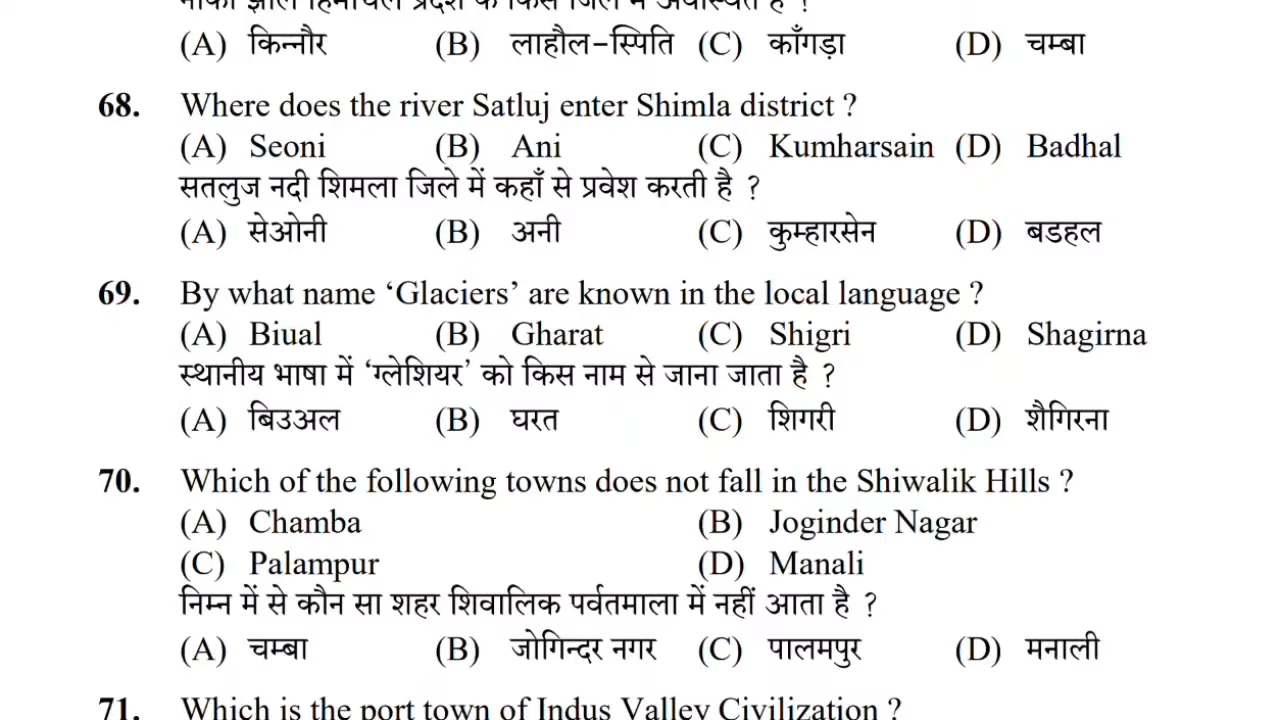 नाको झील हिमाचल प्रदेश के किस जिले में अवस्थित है ?
(A) किन्नौर (B) लाहौल-स्पिति (C) काँगड़ा (D) चम्बा
68. Where does the river Satluj enter Shimla district ?
(A) Seoni (B) Ani (C) Kumharsain (D) Badhal
सतलुज नदी शिमला जिले में कहाँ से प्रवेश करती है ?
(A) सेओनी (B) अनी (C) कुम्हारसेन (D) बडहल
69. By what name ‘Glaciers’ are known in the local language ?
(A) Biual (B) Gharat (C) Shigri (D) Shagirna
स्थानीय भाषा में ‘ग्लेशियर’ को किस नाम से जाना जाता है ?
(A) बिउअल (B) घरत (C) शिगरी (D) शैगिरना
70. Which of the following towns does not fall in the Shiwalik Hills ?
(A) Chamba (B) Joginder Nagar
(C) Palampur (D) Manali
निम्न में से कौन सा शहर शिवालिक पर्वतमाला में नहीं आता है ?
(A) चम्बा (B) जोगिन्दर नगर (C) पालमपुर (D) मनाली
71. Which is the port town of Indus Valley Civilization ?